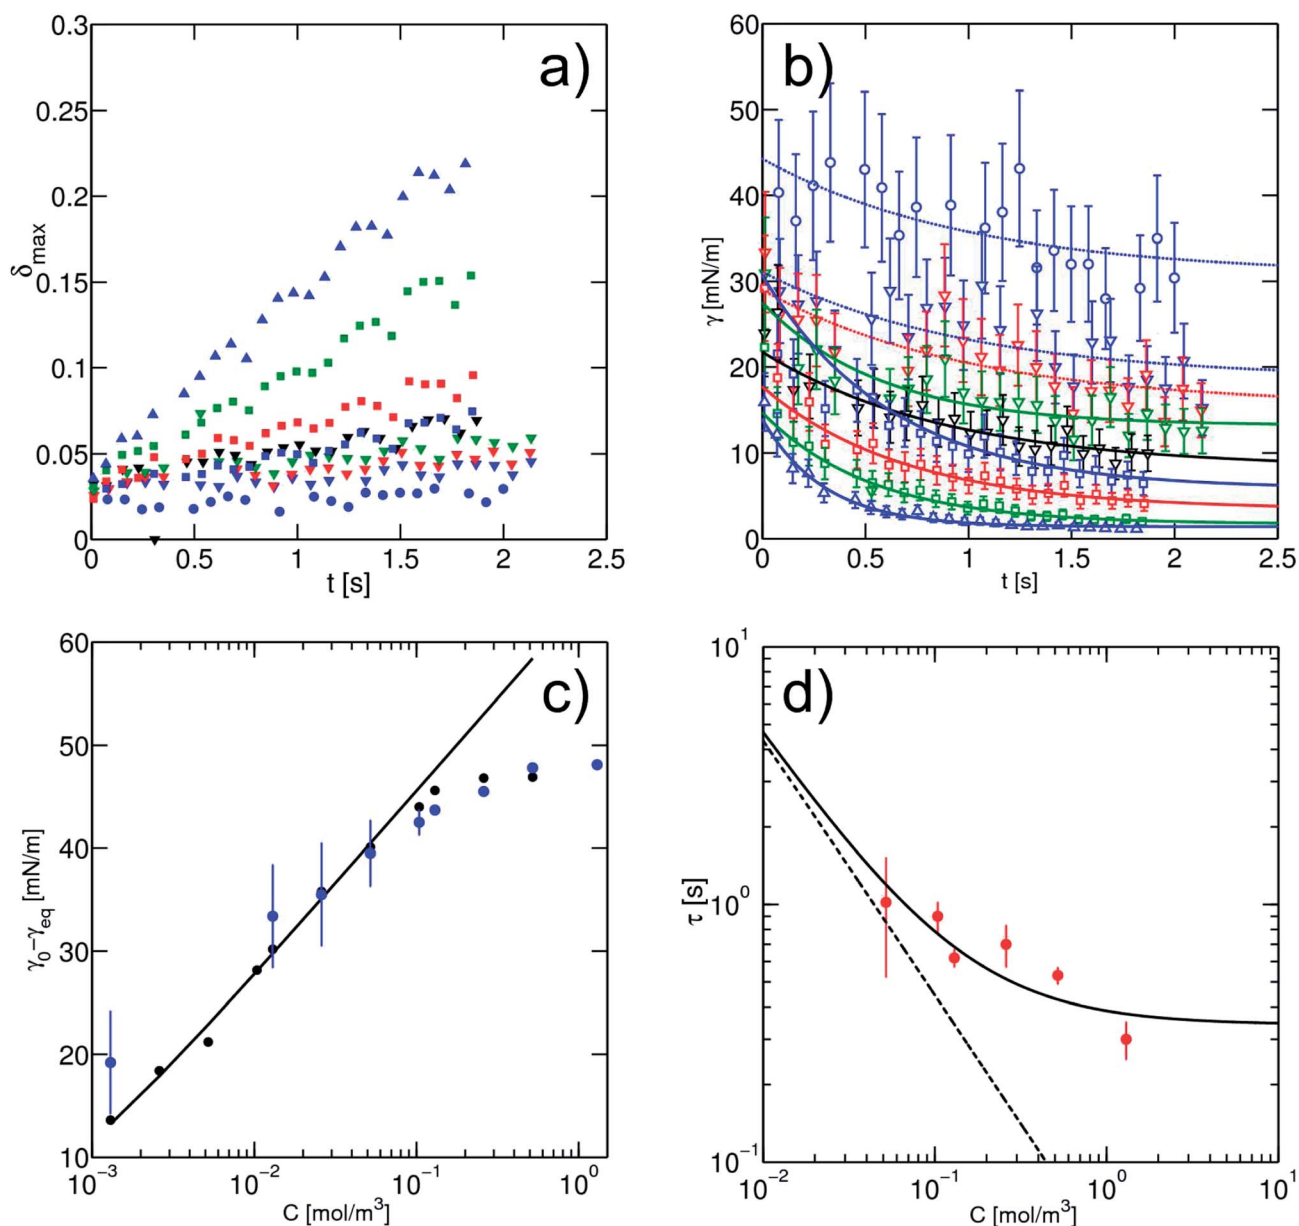 a)
0.3
0.25
0.2
0.15
0.1
0.05
0
δmax
0 0.5 1 1.5 2 2.5
t [s]
b)
60
50
40
30
20
10
0
γ [mN/m]
0 0.5 1 1.5 2 2.5
t [s]
c)
60
50
40
30
20
10
γ0−γeq [mN/m]
10−3 10−2 10−1 100
C [mol/m3]
d)
101
100
10−1
τ [s]
10−2 10−1 100 101
C [mol/m3]